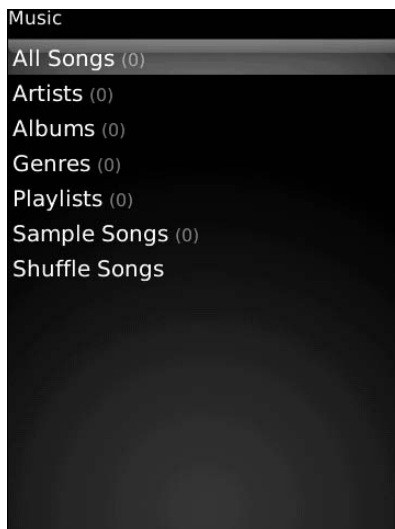 Music
All Songs (0)
Artists (0)
Albums (0)
Genres (0)
Playlists (0)
Sample Songs (0)
Shuffle Songs